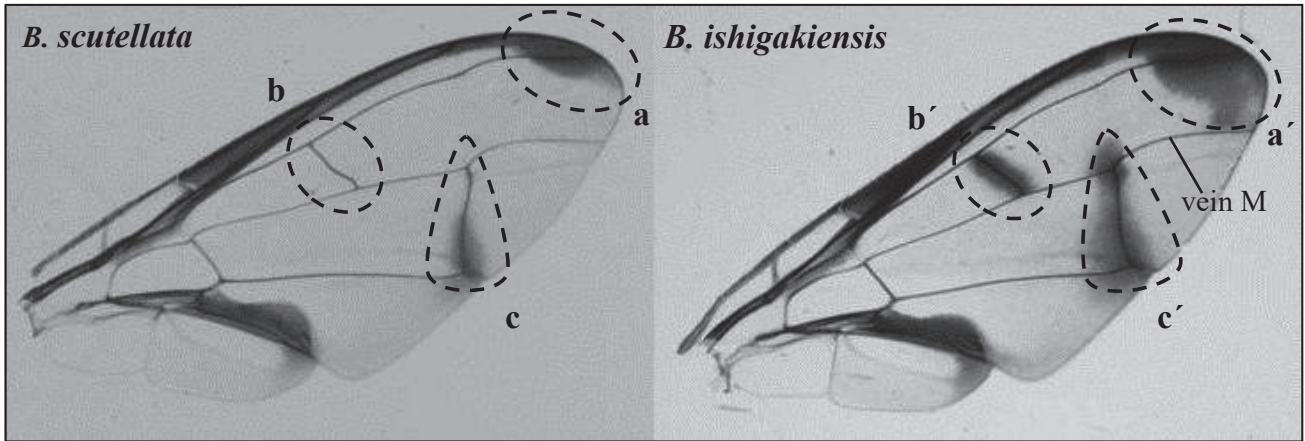 B. scutellata
b
a
c
B. ishigakiensis
b´
a´
vein M
c´